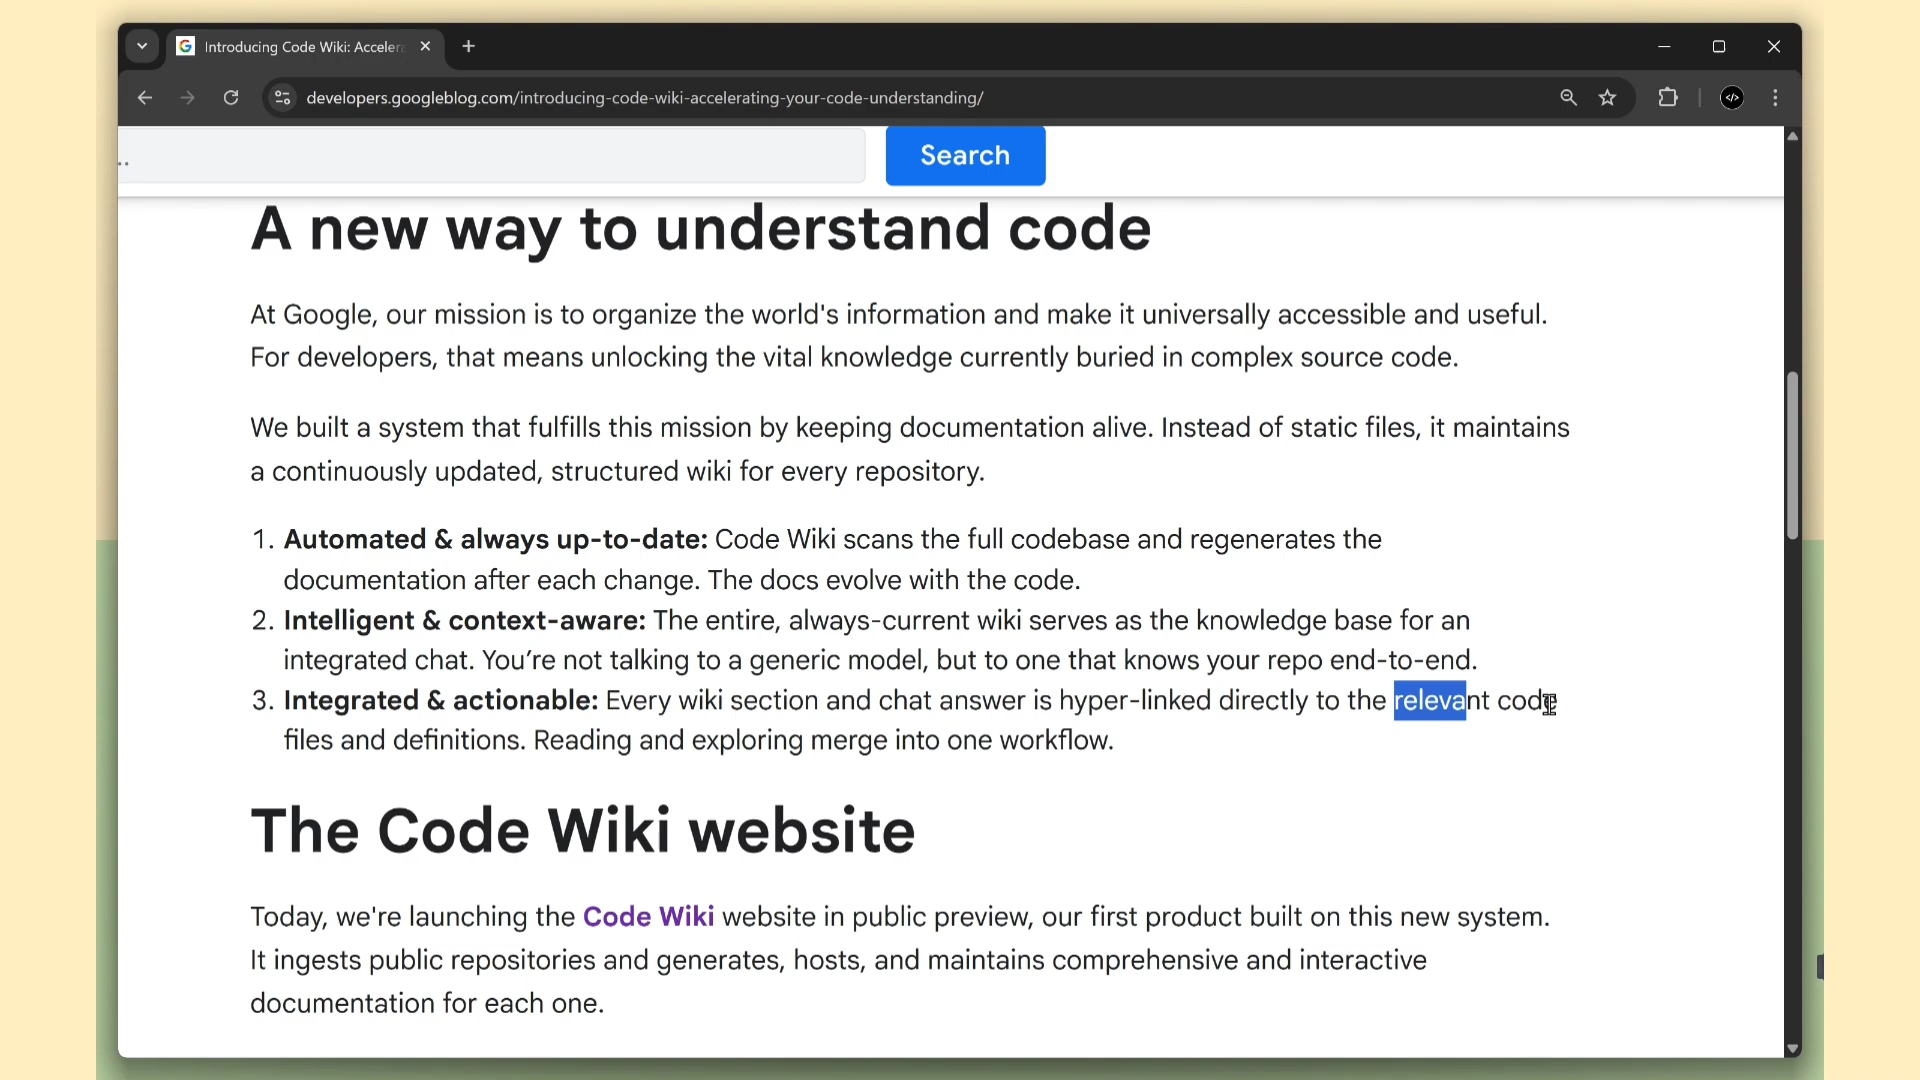 Introducing Code Wiki: Acceler
developers.googleblog.com/introducing-code-wiki-accelerating-your-code-understanding/
..
Search
A new way to understand code
At Google, our mission is to organize the world's information and make it universally accessible and useful.
For developers, that means unlocking the vital knowledge currently buried in complex source code.
We built a system that fulfills this mission by keeping documentation alive. Instead of static files, it maintains
a continuously updated, structured wiki for every repository.
1. Automated & always up-to-date: Code Wiki scans the full codebase and regenerates the
documentation after each change. The docs evolve with the code.
2. Intelligent & context-aware: The entire, always-current wiki serves as the knowledge base for an
integrated chat. You’re not talking to a generic model, but to one that knows your repo end-to-end.
3. Integrated & actionable: Every wiki section and chat answer is hyper-linked directly to the relevant code
files and definitions. Reading and exploring merge into one workflow.
The Code Wiki website
Today, we're launching the Code Wiki website in public preview, our first product built on this new system.
It ingests public repositories and generates, hosts, and maintains comprehensive and interactive
documentation for each one.